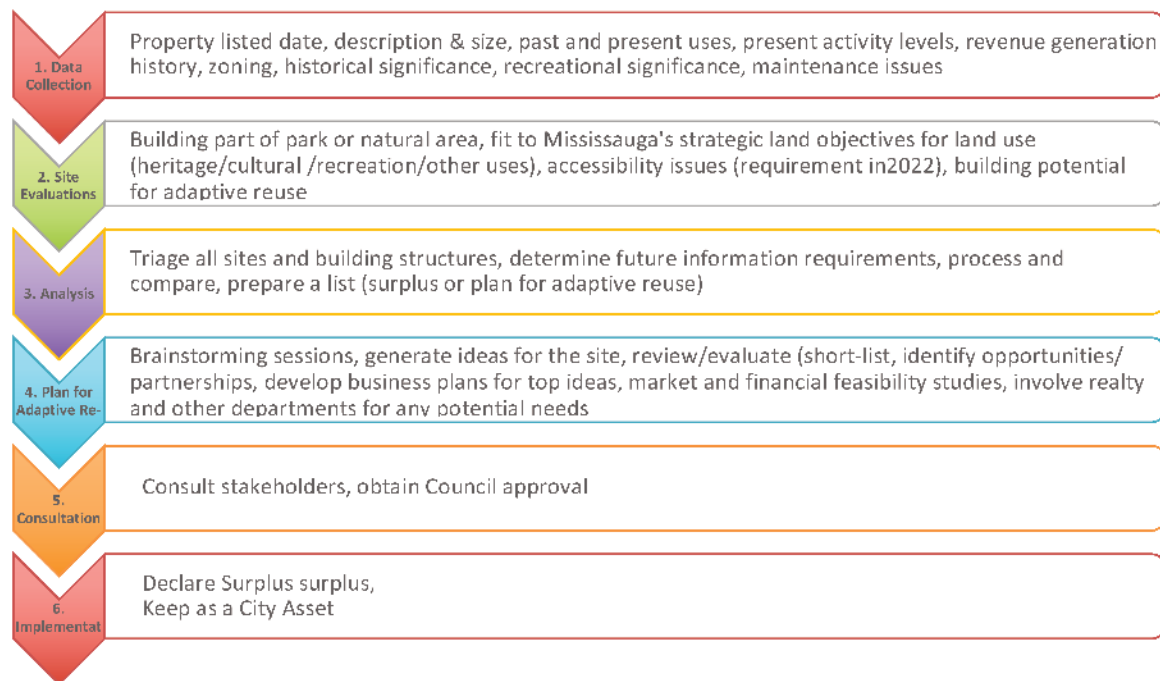 1. Data
Collection
Property listed date, description & size, past and present uses, present activity levels, revenue generation
history, zoning, historical significance, recreational significance, maintenance issues
2. Site
Evaluations
Building part of park or natural area, fit to Mississauga's strategic land objectives for land use
(heritage/cultural /recreation/other uses), accessibility issues (requirement in2022), building potential
for adaptive reuse
3. Analysis
Triage all sites and building structures, determine future information requirements, process and
compare, prepare a list (surplus or plan for adaptive reuse)
4. Plan for
Adaptive Re-
Brainstorming sessions, generate ideas for the site, review/evaluate (short-list, identify opportunities/
partnerships, develop business plans for top ideas, market and financial feasibility studies, involve realty
and other departments for any potential needs
5.
Consultation
Consult stakeholders, obtain Council approval
6.
Implementat
Declare Surplus surplus,
Keep as a City Asset